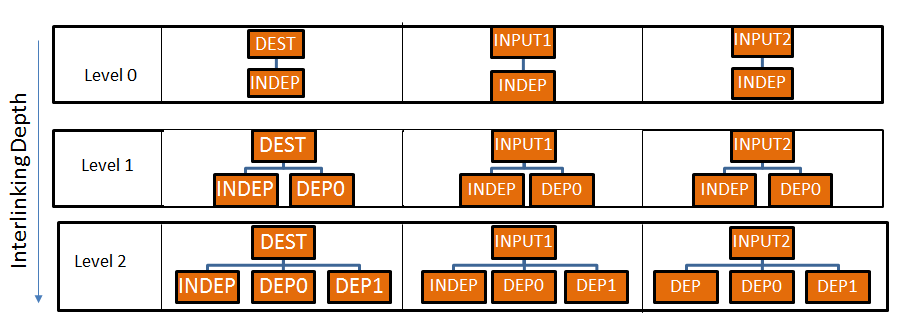 DEST INPUT1 INPUT2
Level 0
INDEP INDEP INDEP
DEST INPUT1 INPUT2
Level 1
INDEP DEP0 INDEP DEP0 INDEP DEP0
DEST INPUT1 INPUT2
Level 2
INDEP DEP0 DEP1 INDEP DEP0 DEP1 DEP DEP0 DEP1
Interlinking Depth